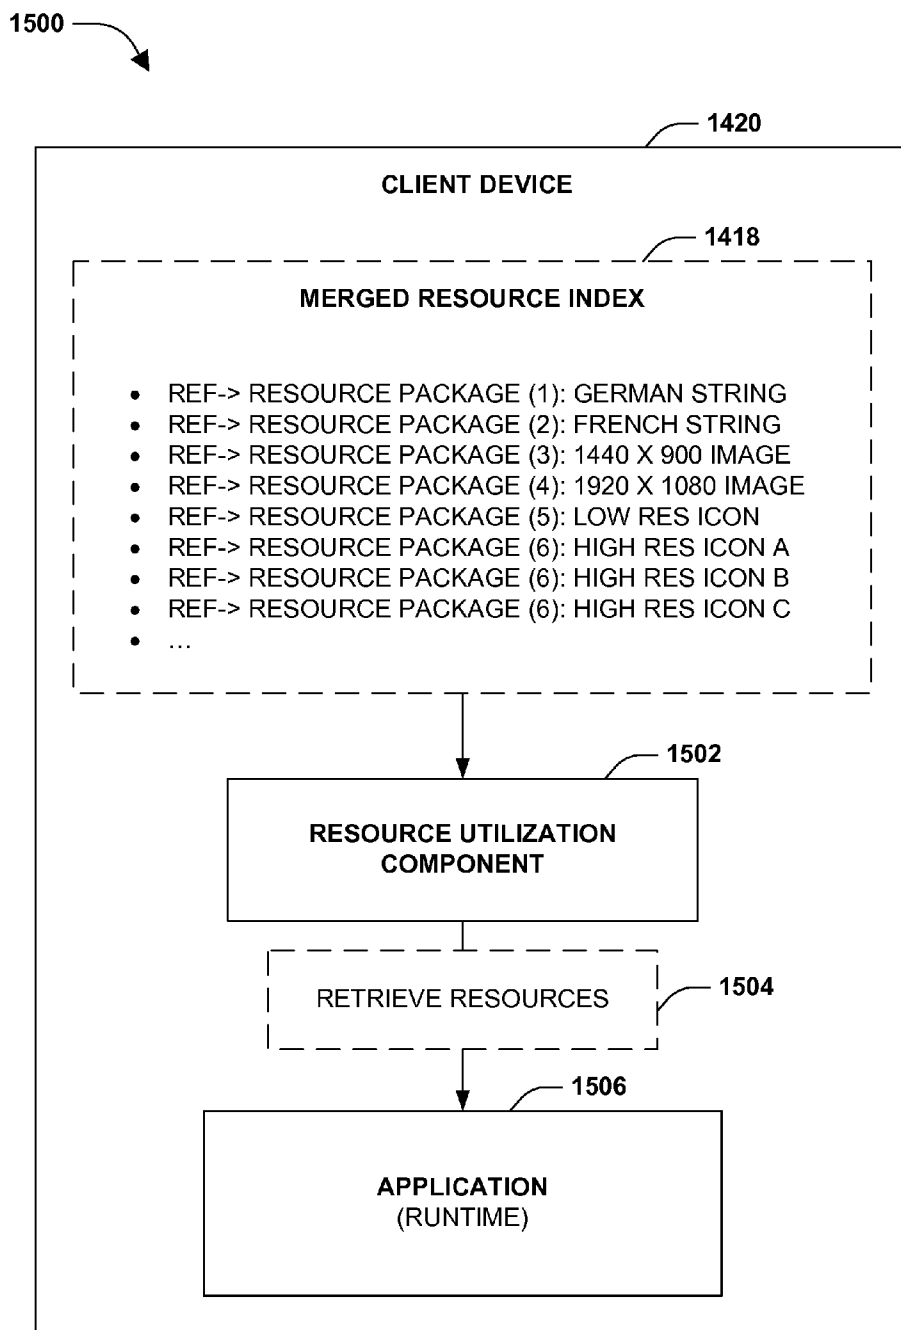 1500
1420
CLIENT DEVICE
1418
MERGED RESOURCE INDEX
• REF-> RESOURCE PACKAGE (1): GERMAN STRING
• REF-> RESOURCE PACKAGE (2): FRENCH STRING
• REF-> RESOURCE PACKAGE (3): 1440 X 900 IMAGE
• REF-> RESOURCE PACKAGE (4): 1920 X 1080 IMAGE
• REF-> RESOURCE PACKAGE (5): LOW RES ICON
• REF-> RESOURCE PACKAGE (6): HIGH RES ICON A
• REF-> RESOURCE PACKAGE (6): HIGH RES ICON B
• REF-> RESOURCE PACKAGE (6): HIGH RES ICON C
• ...
1502
RESOURCE UTILIZATION
COMPONENT
RETRIEVE RESOURCES
1504
1506
APPLICATION
(RUNTIME)